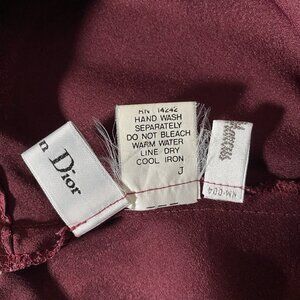 n Dior
RN 14242
HAND WASH
SEPARATELY
DO NOT BLEACH
WARM WATER
LINE DRY
COOL IRON
J